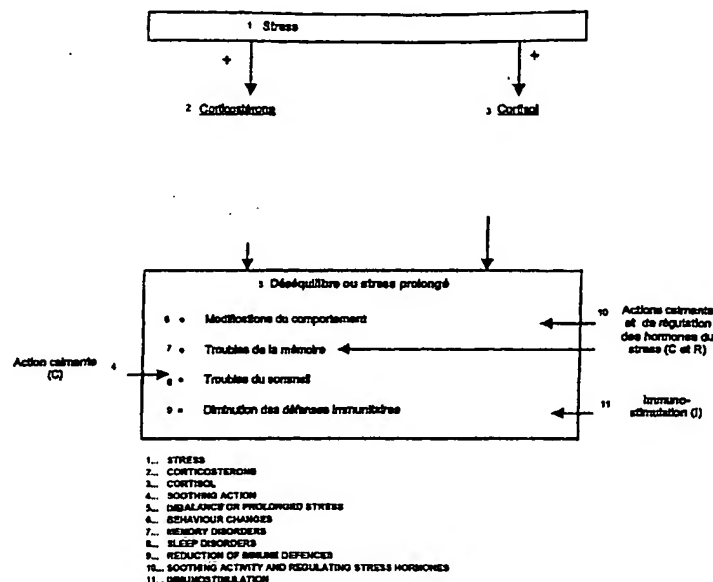 1 Stress
+ +
2 Corticostérone 3 Cortisol
5 Déséquilibre ou stress prolongé
6 • Modifications du comportement
7 • Troubles de la mémoire
8 • Troubles du sommeil
9 • Diminution des défenses immunitaires
Action calmante 4
(C)
10 Actions calmante
et de régulation
des hormones du
stress (C et R)
11 Immuno-
stimulation (I)
1... STRESS
2... CORTICOSTERONE
3... CORTISOL
4... SOOTHING ACTION
5... IMBALANCE OR PROLONGED STRESS
6... BEHAVIOUR CHANGES
7... MEMORY DISORDERS
8... SLEEP DISORDERS
9... REDUCTION OF IMMUNE DEFENCES
10... SOOTHING ACTIVITY AND REGULATING STRESS HORMONES
11... IMMUNOSTIMULATION